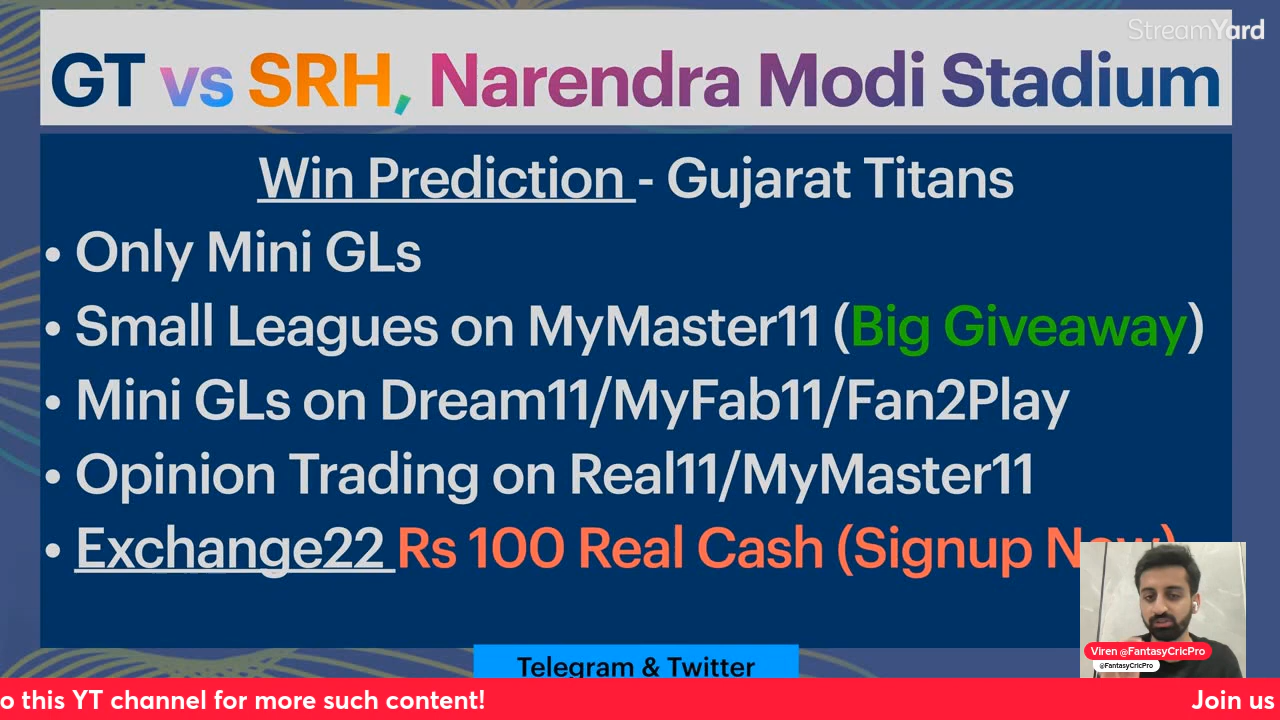 StreamYard
GT vs SRH, Narendra Modi Stadium
Win Prediction - Gujarat Titans
• Only Mini GLs
• Small Leagues on MyMaster11 (Big Giveaway)
• Mini GLs on Dream11/MyFab11/Fan2Play
• Opinion Trading on Real11/MyMaster11
• Exchange22 Rs 100 Real Cash (Signup Now)
Viren @FantasyCricPro
@FantasyCricPro
Telegram & Twitter
o this YT channel for more such content!
Join us